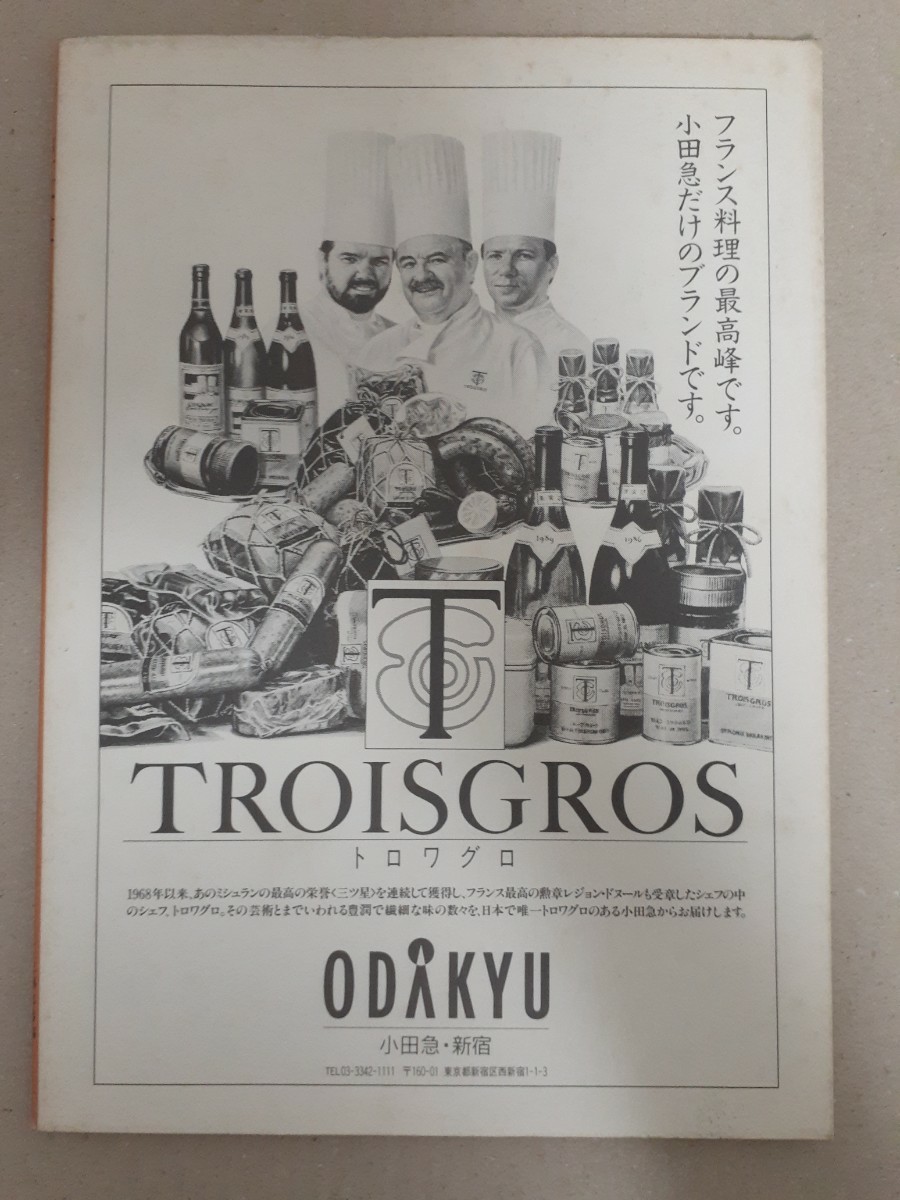 フランス料理の最高峰です。
小田急だけのブランドです。
1989
1986
T
TROISGROS
TROISGROS
トロワグロ
1968年以来、あのミシュランの最高の栄誉〈三ツ星〉を連続して獲得し、フランス最高の勲章レジョン・ドヌールも受章したシェフの中
のシェフ、トロワグロ。その芸術とまでいわれる豊潤で繊細な味の数々を、日本で唯一トロワグロのある小田急からお届けします。
ODAKYU
小田急・新宿
TEL03-3342-1111 〒160-01 東京都新宿区西新宿1-1-3